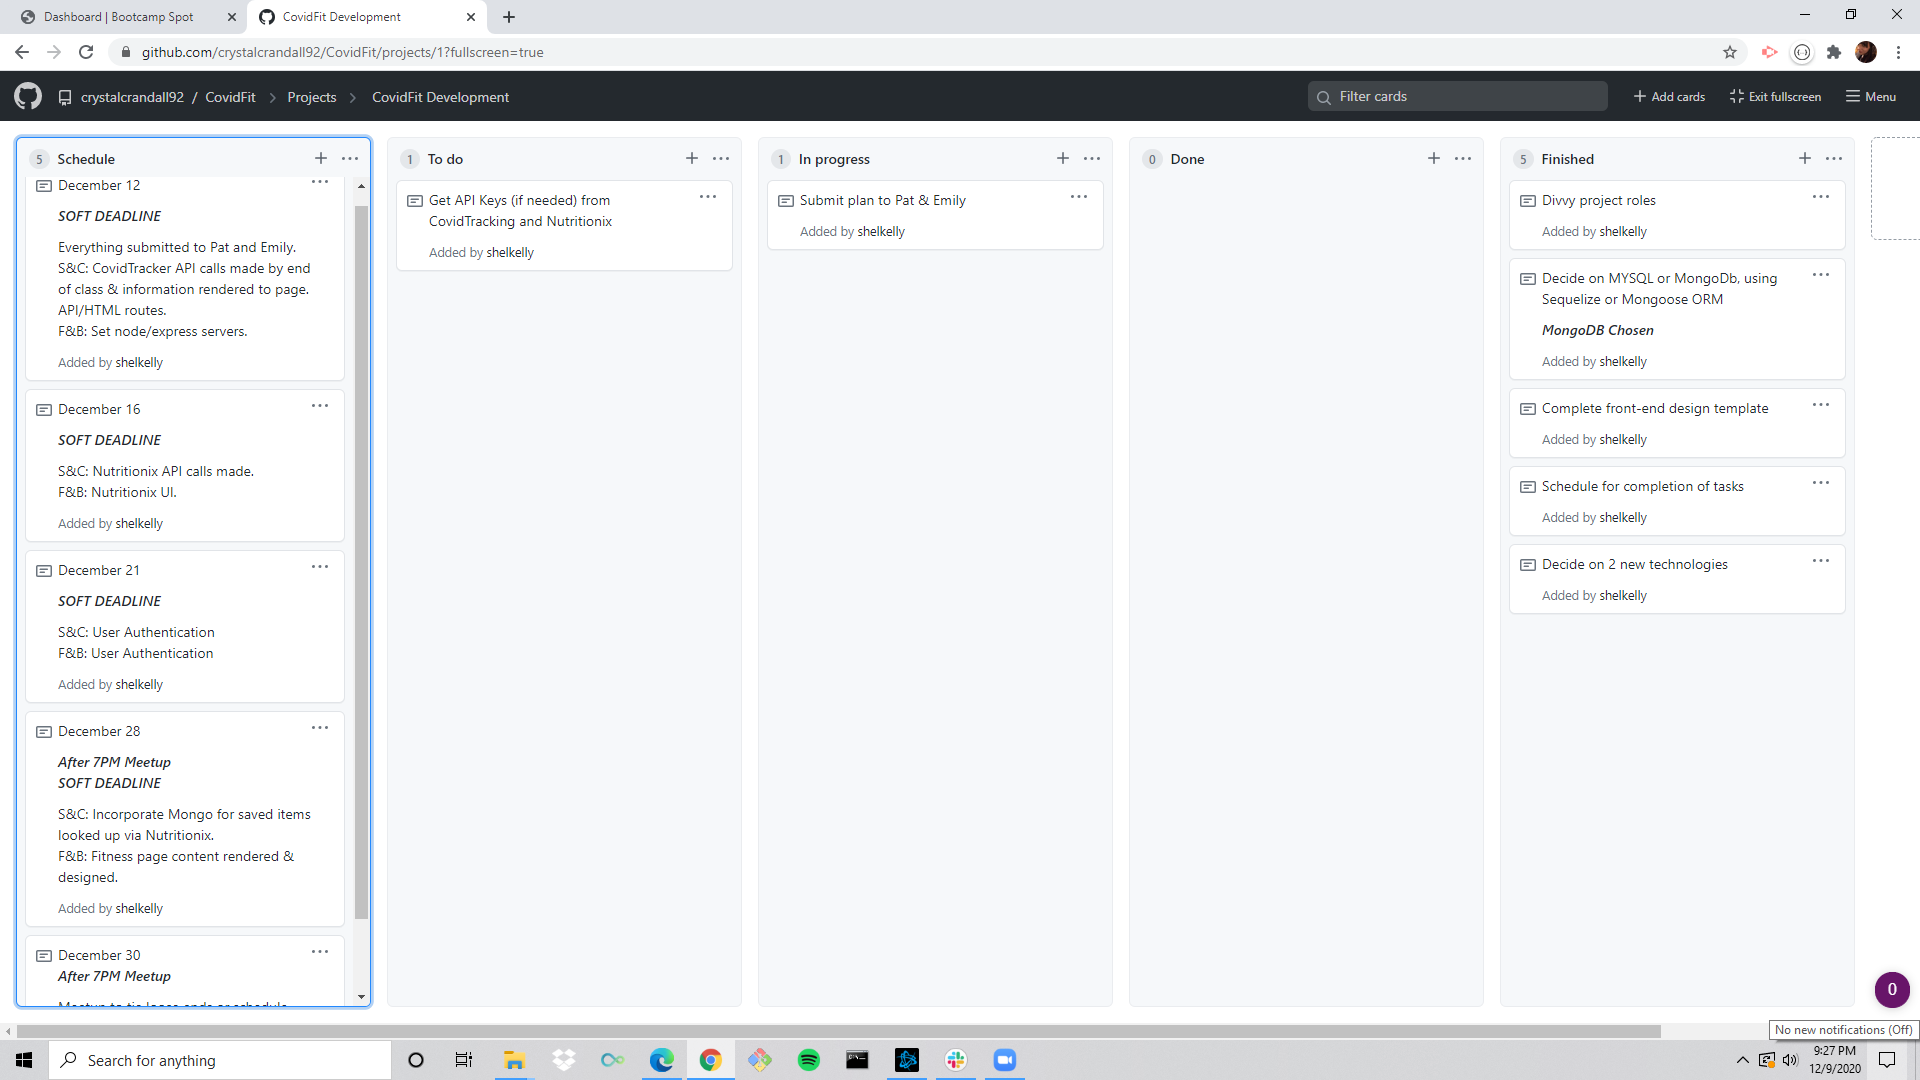 Dashboard | Bootcamp Spot
CovidFit Development
github.com/crystalcrandall92/CovidFit/projects/1?fullscreen=true
crystalcrandall92 / CovidFit
Projects
CovidFit Development
Filter cards
Add cards
Exit fullscreen
Menu
5 Schedule
December 12
SOFT DEADLINE
Everything submitted to Pat and Emily.
S&C: CovidTracker API calls made by end
of class & information rendered to page.
API/HTML routes.
F&B: Set node/express servers.
Added by shelkelly
December 16
SOFT DEADLINE
S&C: Nutritionix API calls made.
F&B: Nutritionix UI.
Added by shelkelly
December 21
SOFT DEADLINE
S&C: User Authentication
F&B: User Authentication
Added by shelkelly
December 28
After 7PM Meetup
SOFT DEADLINE
S&C: Incorporate Mongo for saved items
looked up via Nutritionix.
F&B: Fitness page content rendered &
designed.
Added by shelkelly
December 30
After 7PM Meetup
Meetup to tie loose ends or schedule
1 To do
Get API Keys (if needed) from
CovidTracking and Nutritionix
Added by shelkelly
1 In progress
Submit plan to Pat & Emily
Added by shelkelly
0 Done
5 Finished
Divvy project roles
Added by shelkelly
Decide on MYSQL or MongoDb, using
Sequelize or Mongoose ORM
MongoDB Chosen
Added by shelkelly
Complete front-end design template
Added by shelkelly
Schedule for completion of tasks
Added by shelkelly
Decide on 2 new technologies
Added by shelkelly
0
No new notifications (Off)
Search for anything
9:27 PM
12/9/2020